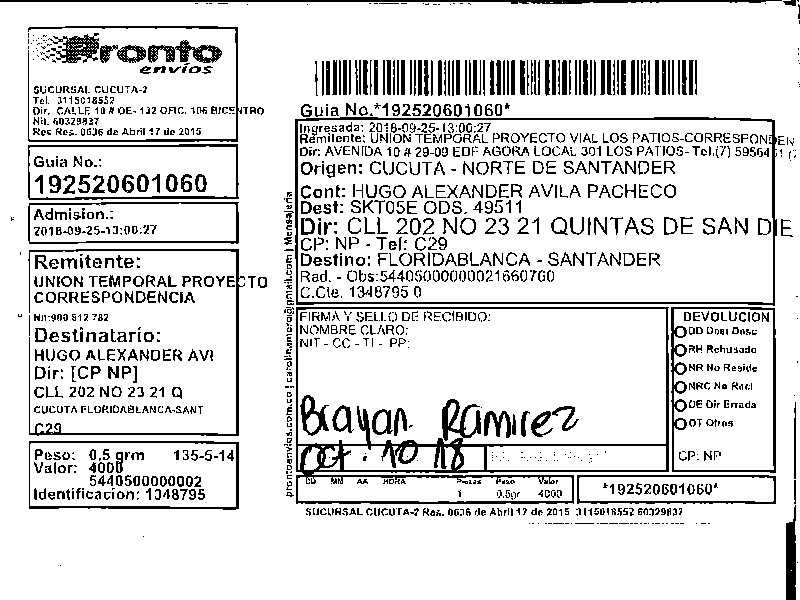 Pronto
envíos
SUCURSAL CUCUTA-2
Tel. 3115018552
Dir. CALLE 10 # OE- 132 OFIC. 106 BICENTRO
Nit. 60329837
Res Res. 0636 de Abril 17 de 2015
Guia No.:
192520601060
Admision.:
2018-09-25-13:00:27
Remitente:
UNION TEMPORAL PROYECTO
CORRESPONDENCIA
Nit:900 812 782
Destinatario:
HUGO ALEXANDER AVI
Dir: [CP NP]
CLL 202 NO 23 21 Q
CUCUTA FLORIDABLANCA-SANT
C29
Peso: 0,5 grm 135-5-14
Valor: 4000
5440500000002
Identificacion: 1348795
prontoenvios.com.co | Mensajeria
Guia No.*192520601060*
Ingresada: 2018-09-25-13:00:27
Remitente: UNION TEMPORAL PROYECTO VIAL LOS PATIOS-CORRESPONDEN
Dir: AVENIDA 10 # 29-09 EDF AGORA LOCAL 301 LOS PATIOS- Tel.(7)
Origen: CUCUTA - NORTE DE SANTANDER
Cont: HUGO ALEXANDER AVILA PACHECO
Dest: SKT05E ODS. 49511
Dir: CLL 202 NO 23 21 QUINTAS DE SAN DIE
CP: NP - Tel: C29
Destino: FLORIDABLANCA - SANTANDER
Rad. - Obs:54405000000021660760
C.Cte. 1348795 0
FIRMA Y SELLO DE RECIBIDO:
NOMBRE CLARO:
NIT - CC - TI - PP:
Brayan Ramirez
Oct : 10 18
DEVOLUCION
DD Desc
RH Rehusado
NR No Reside
NRC No Recl
DE Dir Errada
OT Otros
CP: NP
DD MM AA HORA
Piezas Peso Valor
1 0.5gr 4000
*192520601060*
SUCURSAL CUCUTA-2 Res. 0636 de Abril 17 de 2015 3115018552 60329837